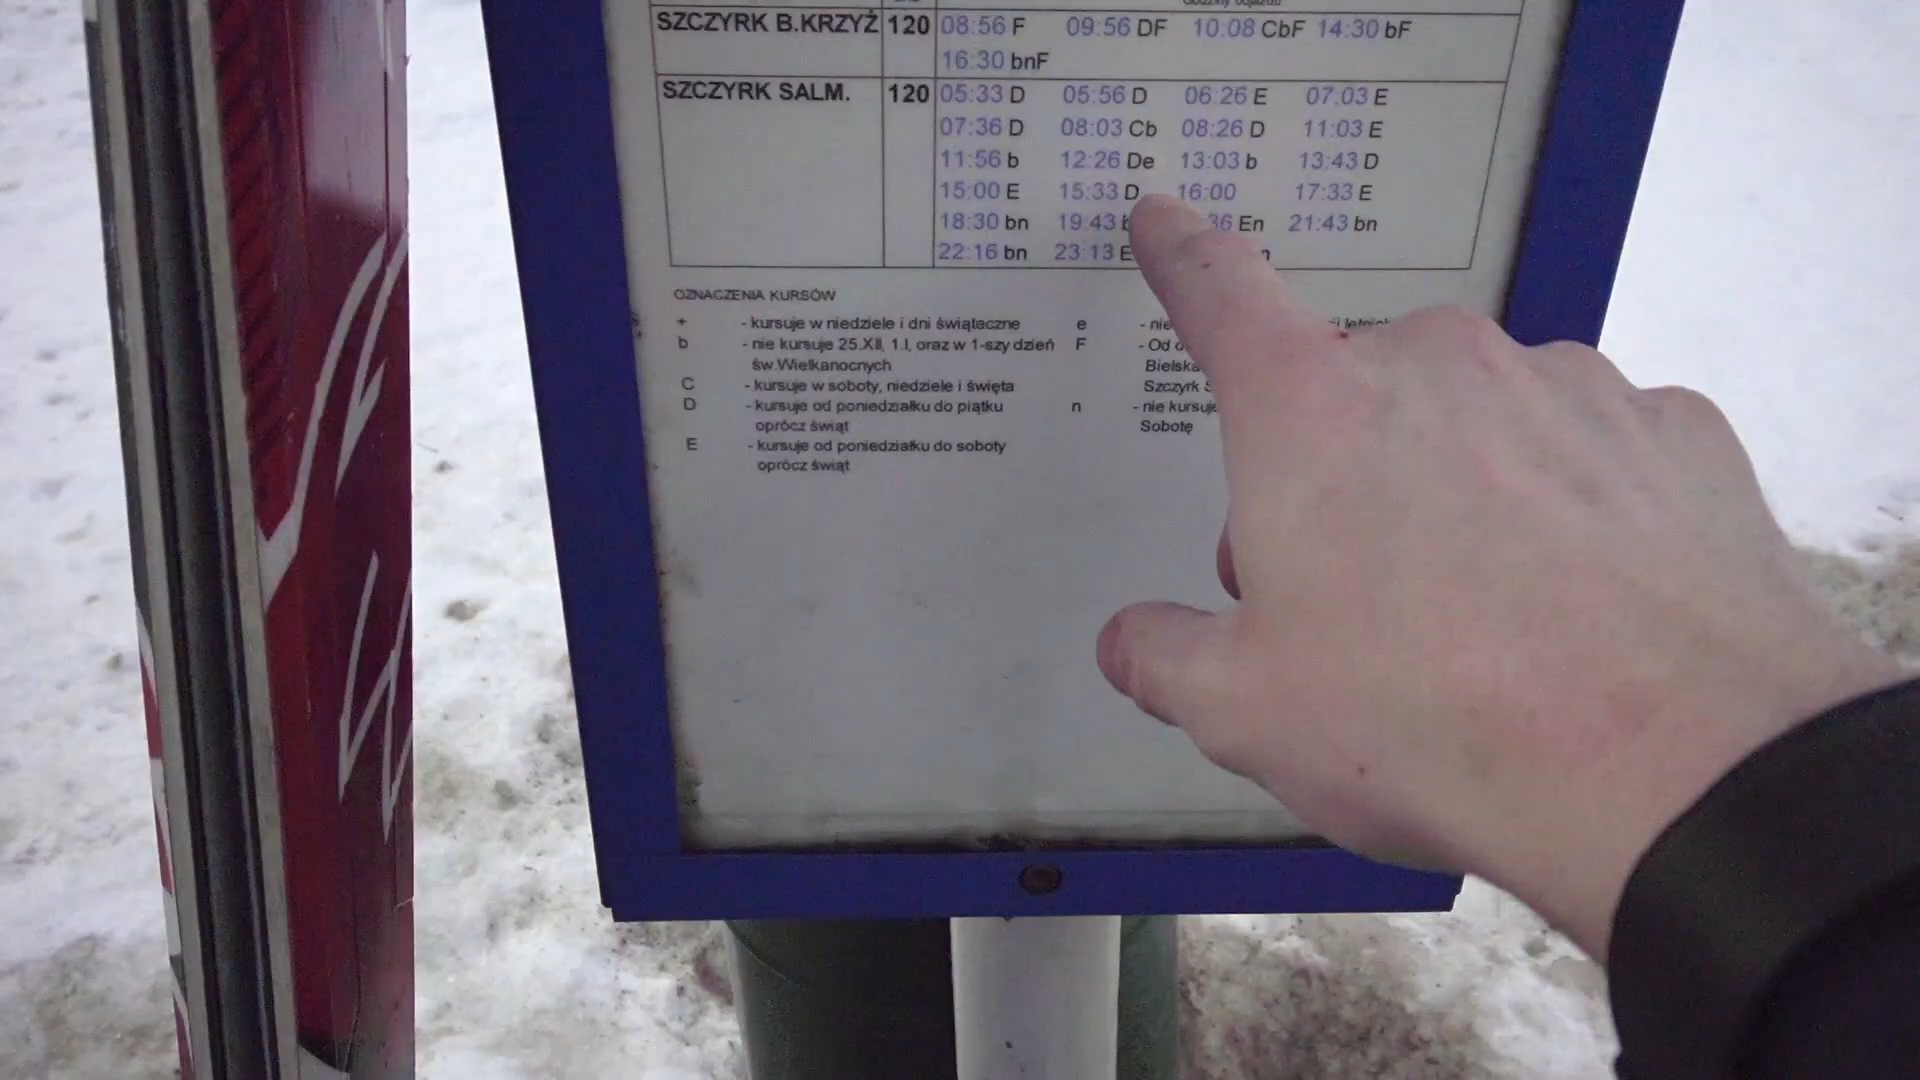 Godziny odjazdu
SZCZYRK B.KRZYŻ 120 08:56 F 09:56 DF 10:08 CbF 14:30 bF
16:30 bnF
SZCZYRK SALM. 120 05:33 D 05:56 D 06:26 E 07:03 E
07:36 D 08:03 Cb 08:26 D 11:03 E
11:56 b 12:26 De 13:03 b 13:43 D
15:00 E 15:33 D 16:00 17:33 E
18:30 bn 19:43 36 En 21:43 bn
22:16 bn 23:13 E
OZNACZENIA KURSÓW
+ - kursuje w niedziele i dni świąteczne
b - nie kursuje 25.XII, 1.I, oraz w 1-szy dzień
św.Wielkanocnych
C - kursuje w soboty, niedziele i święta
D - kursuje od poniedziałku do piątku
oprócz świąt
E - kursuje od poniedziałku do soboty
oprócz świąt
e - nie
F - Od
Bielska
Szczyrk
n - nie kursuje
Sobotę